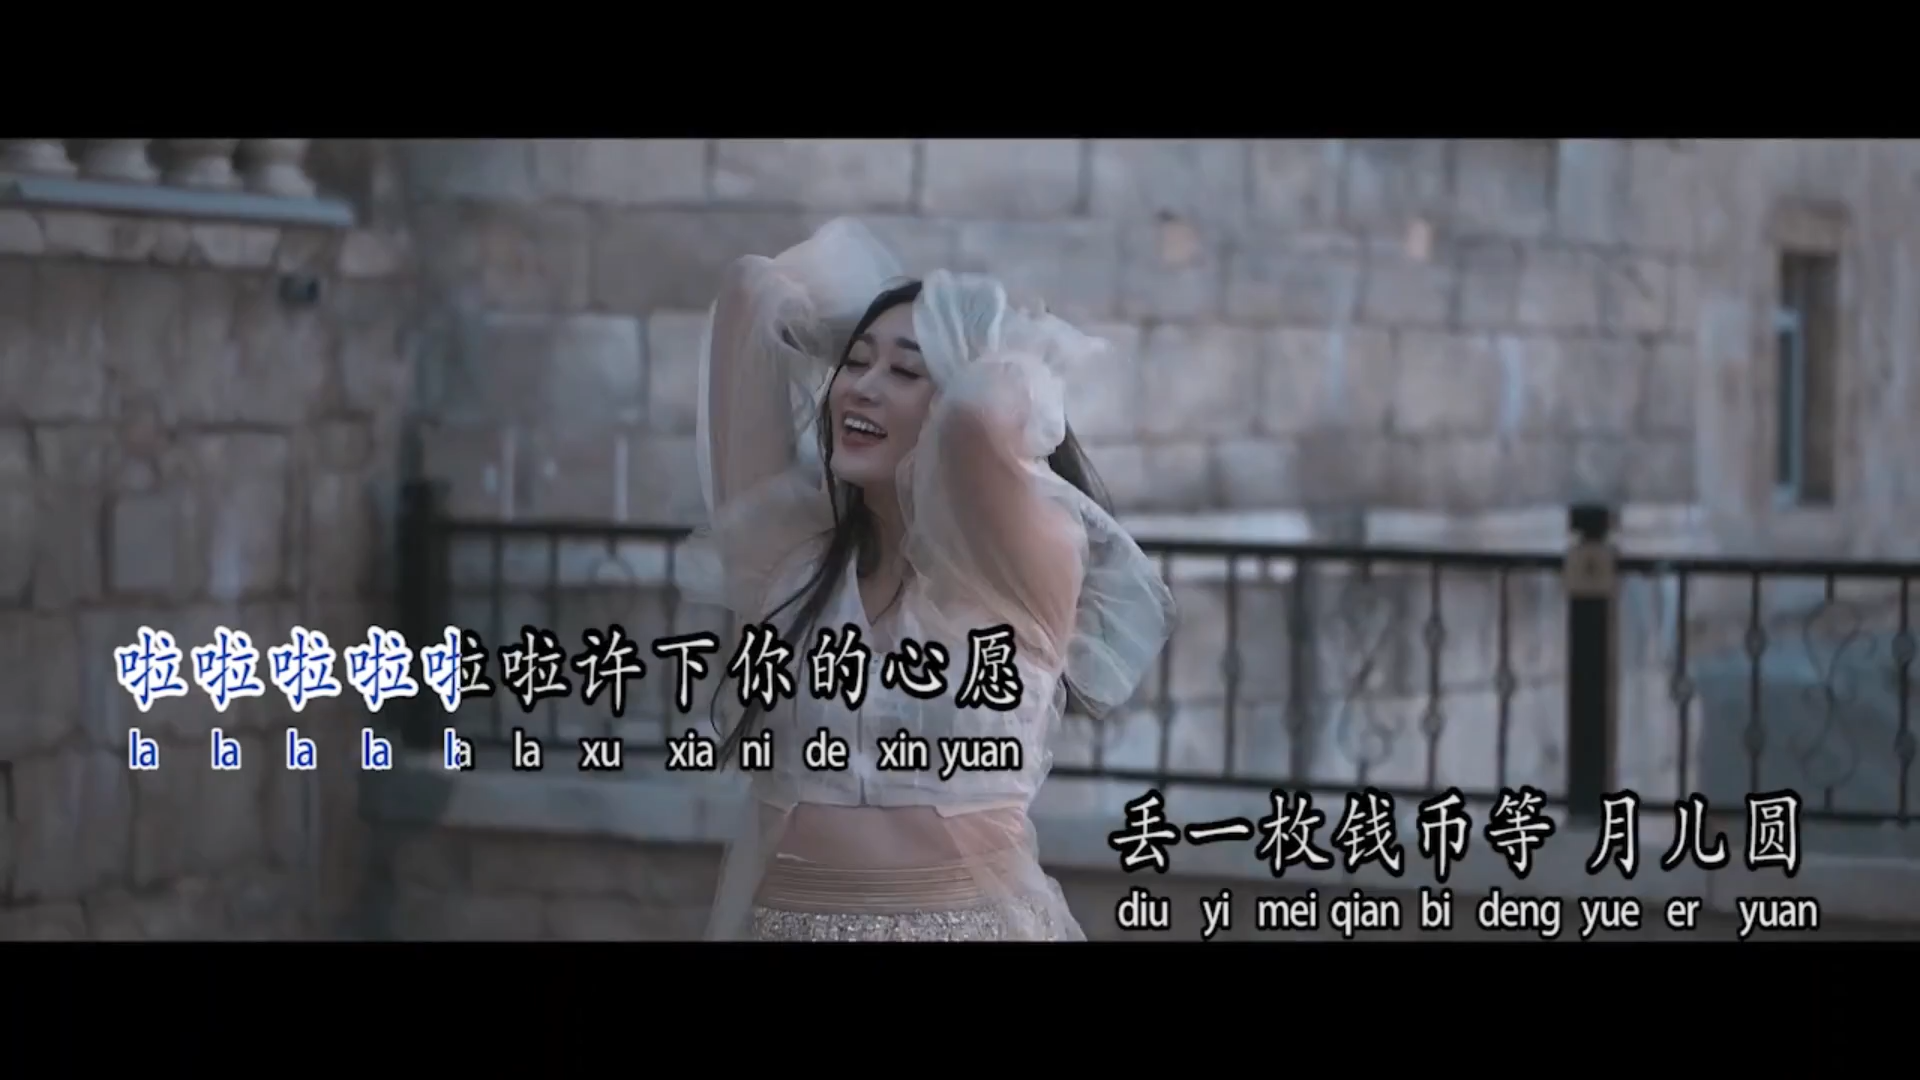 啦啦啦啦啦啦许下你的心愿
la la la la la la xu xia ni de xin yuan
丢一枚钱币等 月儿圆
diu yi mei qian bi deng yue er yuan